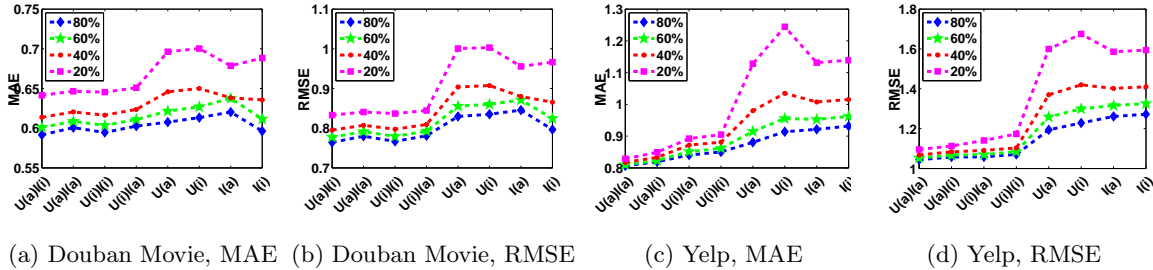 0.75
0.7
0.65
0.6
0.55
MAE
80%
60%
40%
20%
U(a)I(i)
U(a)I(a)
U(i)I(i)
U(i)I(a)
U(a)
U(i)
I(a)
I(i)
(a) Douban Movie, MAE
1.1
1
0.9
0.8
0.7
RMSE
80%
60%
40%
20%
U(a)I(i)
U(a)I(a)
U(i)I(i)
U(i)I(a)
U(a)
U(i)
I(a)
I(i)
(b) Douban Movie, RMSE
1.3
1.2
1.1
1
0.9
0.8
MAE
80%
60%
40%
20%
U(a)I(a)
U(a)I(i)
U(i)I(a)
U(i)I(i)
U(a)
U(i)
I(a)
I(i)
(c) Yelp, MAE
1.8
1.6
1.4
1.2
1
RMSE
80%
60%
40%
20%
U(a)I(a)
U(a)I(i)
U(i)I(a)
U(i)I(i)
U(a)
U(i)
I(a)
I(i)
(d) Yelp, RMSE